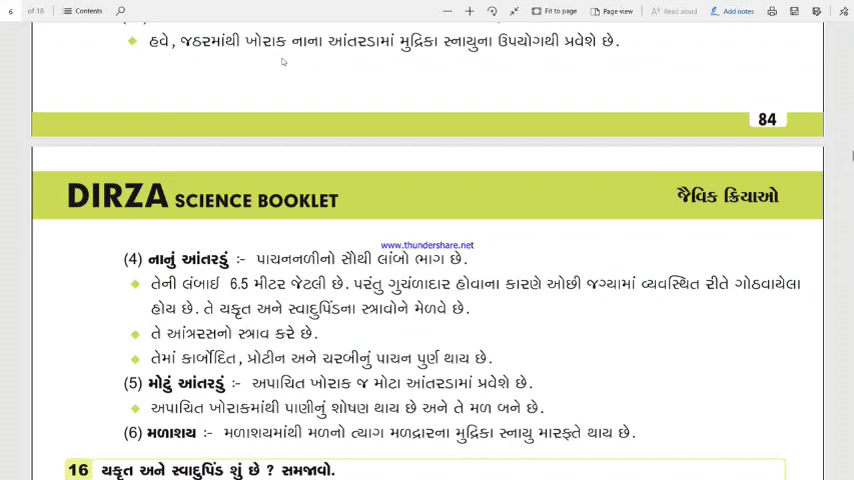 6 of 18 Contents Fit to page Page view Read aloud Add notes
હવે, જઠરમાંથી ખોરાક નાના આંતરડામાં મુદ્રિકા સ્નાયુના ઉપયોગથી પ્રવેશે છે.
84
DIRZA SCIENCE BOOKLET જૈવિક ક્રિયાઓ
www.thundershare.net
(4) નાનું આંતરડું :- પાચનનળીનો સૌથી લાંબો ભાગ છે.
તેની લંબાઈ 6.5 મીટર જેટલી છે. પરંતુ ગુચંળાદાર હોવાના કારણે ઓછી જગ્યામાં વ્યવસ્થિત રીતે ગોઠવાયેલા
હોય છે. તે ચકૃત અને સ્વાદુપિંડના સ્ત્રાવોને મેળવે છે.
તે આંત્રરસનો સ્ત્રાવ કરે છે.
તેમાં કાર્બોદિત, પ્રોટીન અને ચરબીનું પાચન પુર્ણ થાય છે.
(5) મોટું આંતરડું :- અપાચિત ખોરાક જ મોટા આંતરડામાં પ્રવેશે છે.
અપાચિત ખોરાકમાંથી પાણીનું શોષણ થાય છે અને તે મળ બને છે.
(6) મળાશય :- મળાશયમાંથી મળનો ત્યાગ મળદ્વારના મુદ્રિકા સ્નાયુ મારફતે થાય છે.
16 ચકૃત અને સ્વાદુપિંડ શું છે ? સમજાવો.